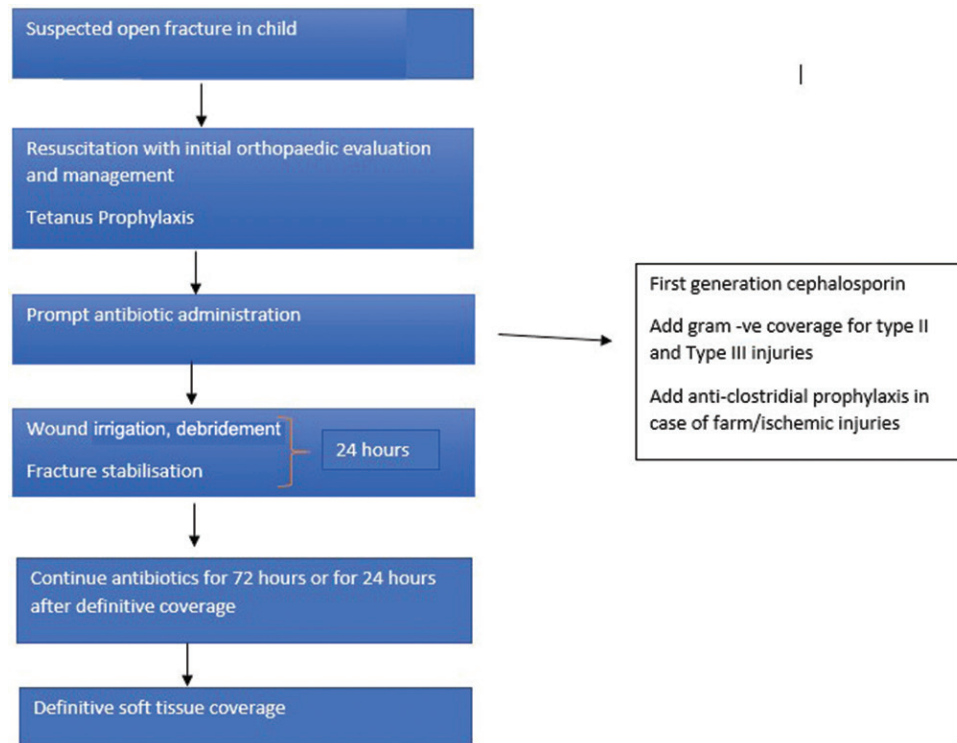 Suspected open fracture in child
Resuscitation with initial orthopaedic evaluation
and management
Tetanus Prophylaxis
Prompt antibiotic administration
First generation cephalosporin
Add gram -ve coverage for type II
and Type III injuries
Add anti-clostridial prophylaxis in
case of farm/ischemic injuries
Wound irrigation, debridement
Fracture stabilisation
24 hours
Continue antibiotics for 72 hours or for 24 hours
after definitive coverage
Definitive soft tissue coverage